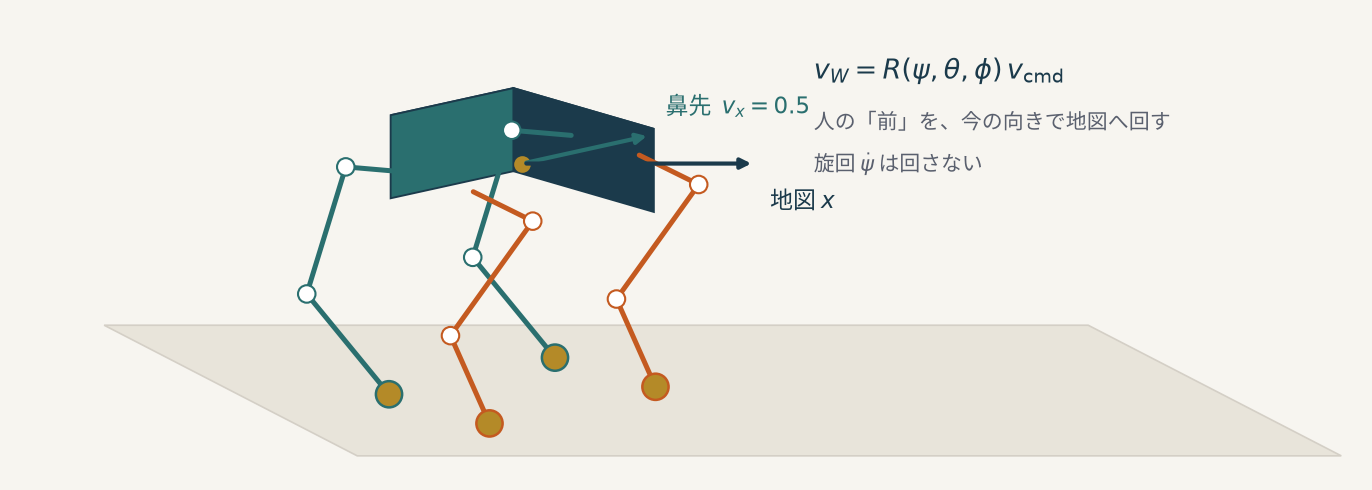 v_W = R(ψ, θ, ϕ) v_cmd
鼻先 v_x = 0.5
人の「前」を、今の向きで地図へ回す
旋回 ψ̇ は回さない
地図 x